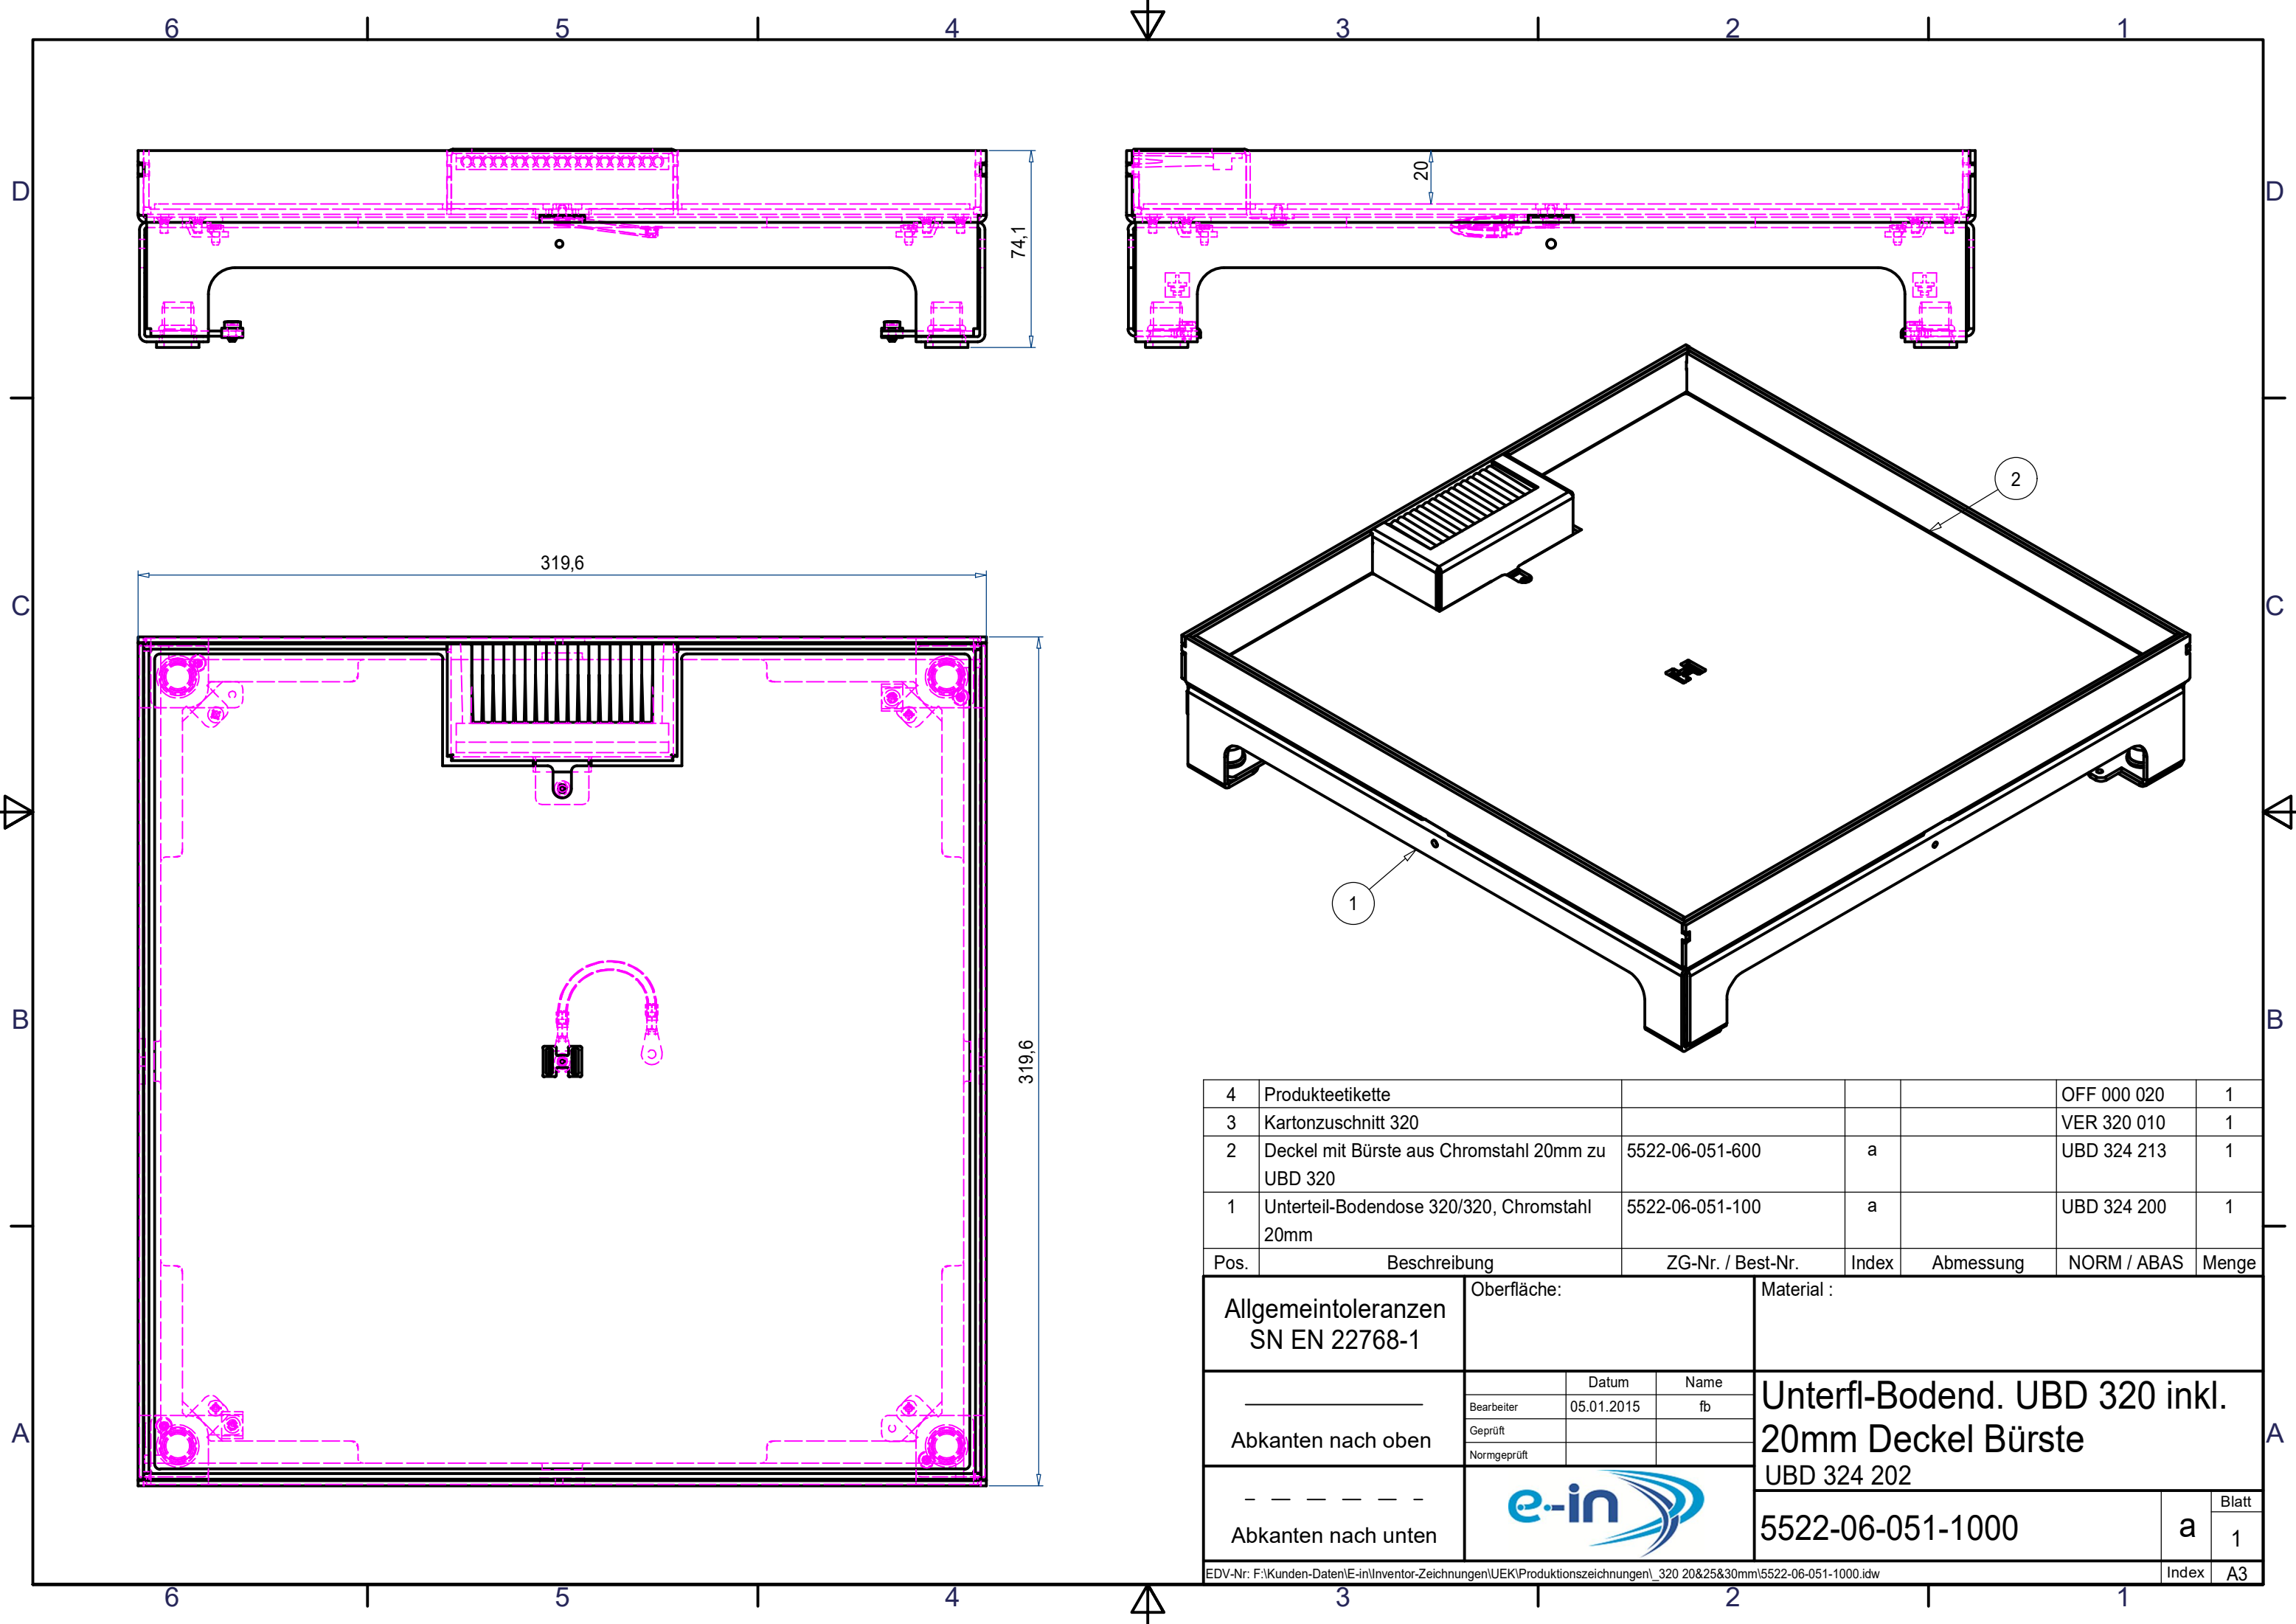 6 5 4 3 2 1
D D
20
74,1
2
319,6
C C
1
B B
319,6
4 Produkteetikette OFF 000 020 1
3 Kartonzuschnitt 320 VER 320 010 1
2 Deckel mit Bürste aus Chromstahl 20mm zu 5522-06-051-600 a UBD 324 213 1
UBD 320
1 Unterteil-Bodendose 320/320, Chromstahl 5522-06-051-100 a UBD 324 200 1
20mm
Pos. Beschreibung ZG-Nr. / Best-Nr. Index Abmessung NORM / ABAS Menge
Allgemeintoleranzen
SN EN 22768-1
Oberfläche:
Material :
Abkanten nach oben
Abkanten nach unten
Datum Name
Bearbeiter 05.01.2015 fb
Geprüft
Normgeprüft
e-in
Unterfl-Bodend. UBD 320 inkl.
20mm Deckel Bürste
UBD 324 202
5522-06-051-1000
a
Blatt
1
A A
EDV-Nr: F:\Kunden-Daten\E-in\Inventor-Zeichnungen\UEK\Produktionszeichnungen\_320 20&25&30mm\5522-06-051-1000.idw
Index A3
6 5 4 3 2 1